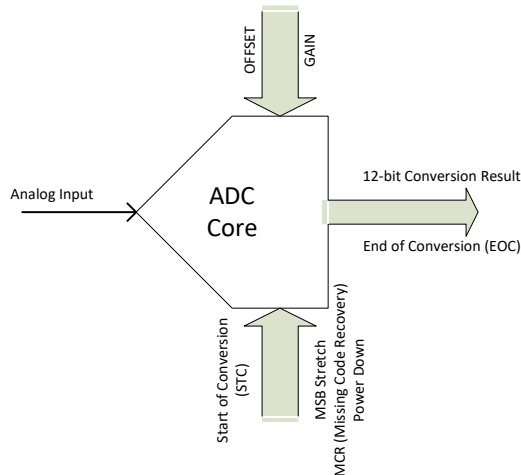 OFFSET
GAIN
Analog Input
ADC
Core
12-bit Conversion Result
End of Conversion (EOC)
Start of Conversion
(STC)
MSB Stretch
MCR (Missing Code Recovery)
Power Down